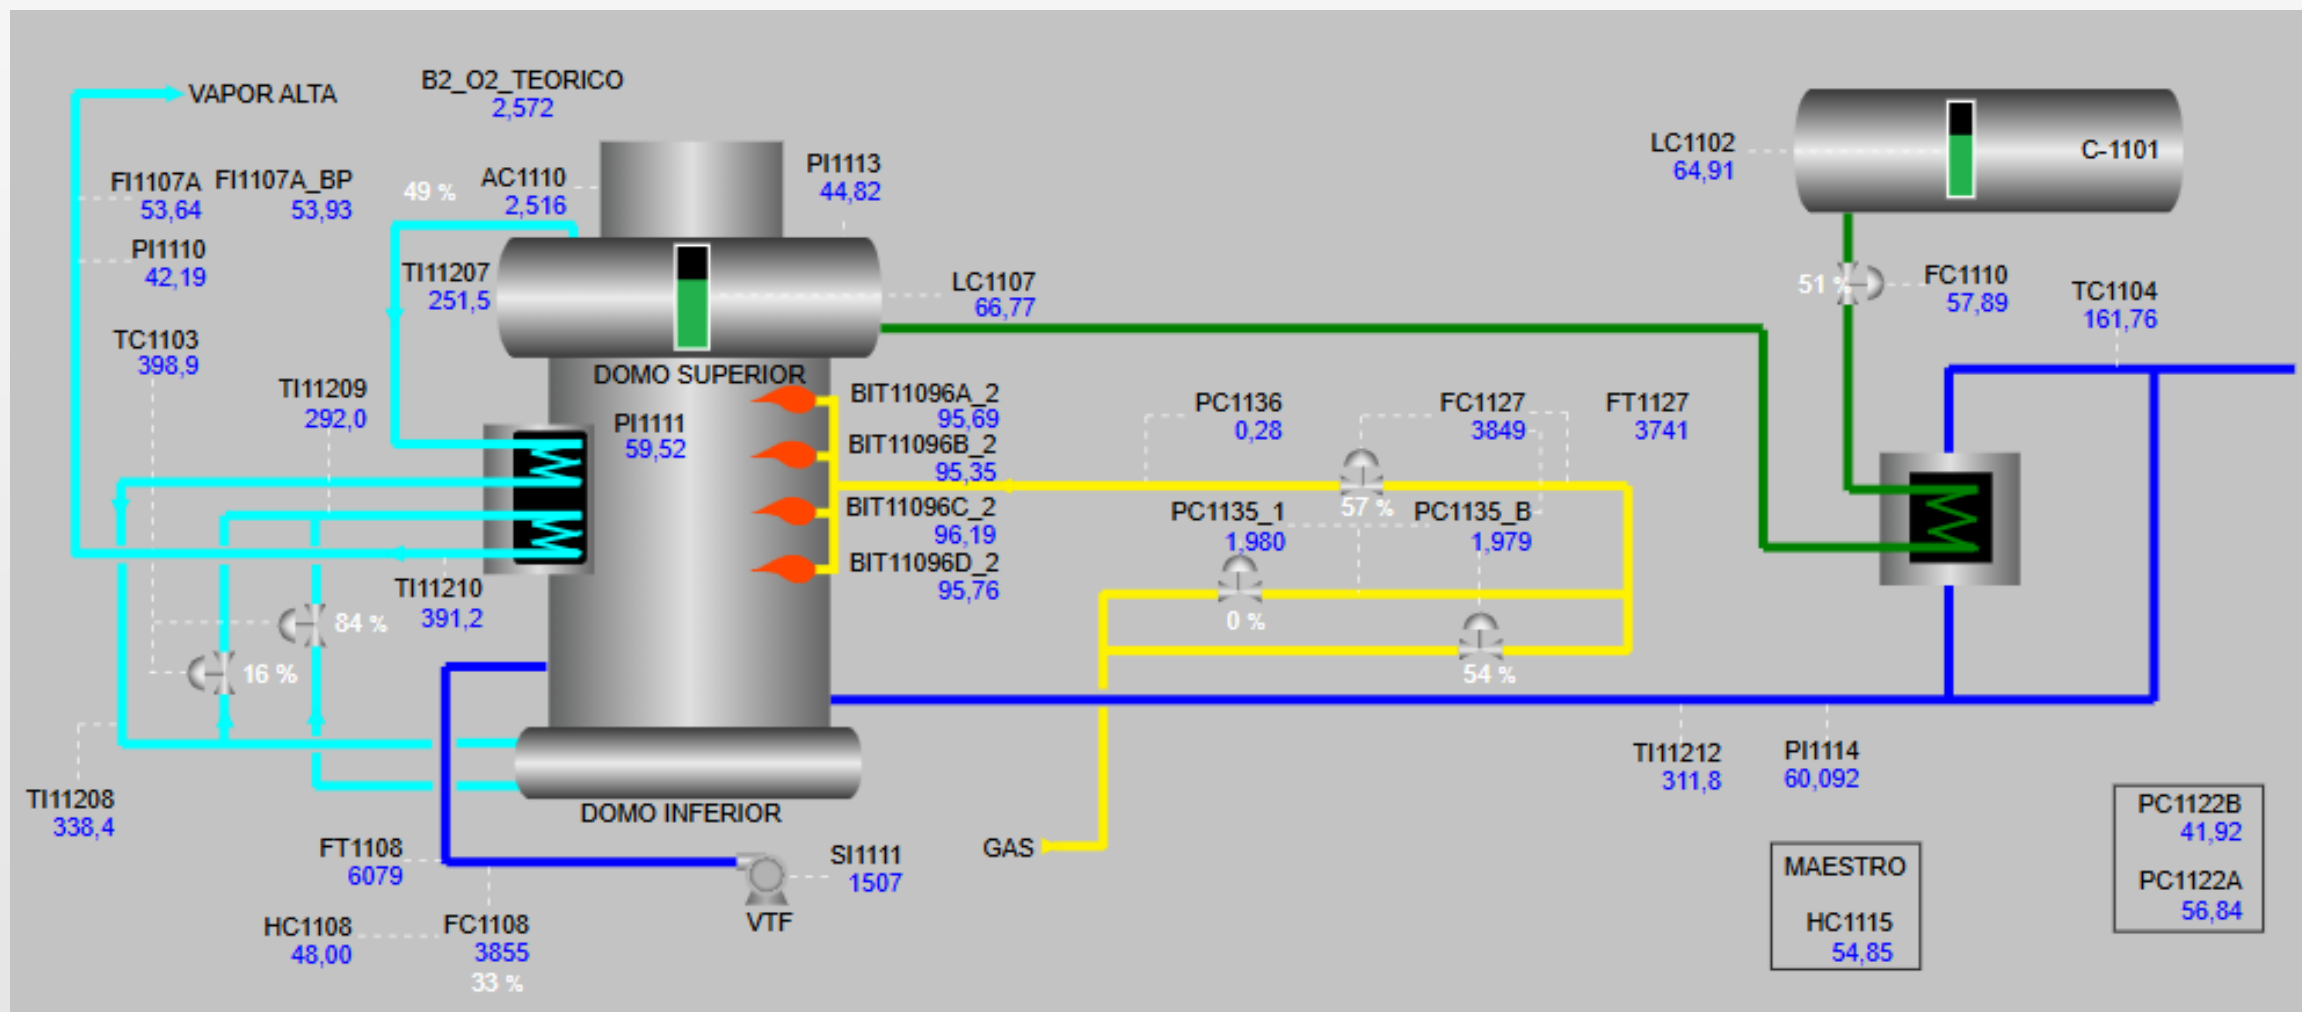 VAPOR ALTA
B2_O2_TEORICO
2,572
FI1107A
53,64
FI1107A_BP
53,93
49 %
AC1110
2,516
PI1113
44,82
PI1110
42,19
TI11207
251,5
LC1107
66,77
TC1103
398,9
TI11209
292,0
DOMO SUPERIOR
PI1111
59,52
BIT11096A_2
95,69
BIT11096B_2
95,35
BIT11096C_2
96,19
BIT11096D_2
95,76
TI11210
391,2
84 %
16 %
TI11208
338,4
DOMO INFERIOR
FT1108
6079
HC1108
48,00
FC1108
3855
33 %
SI1111
1507
VTF
GAS
PC1136
0,28
FC1127
3849
FT1127
3741
57 %
PC1135_1
1,980
0 %
PC1135_B
1,979
54 %
LC1102
64,91
C-1101
51 %
FC1110
57,89
TC1104
161,76
TI11212
311,8
PI1114
60,092
MAESTRO
HC1115
54,85
PC1122B
41,92
PC1122A
56,84